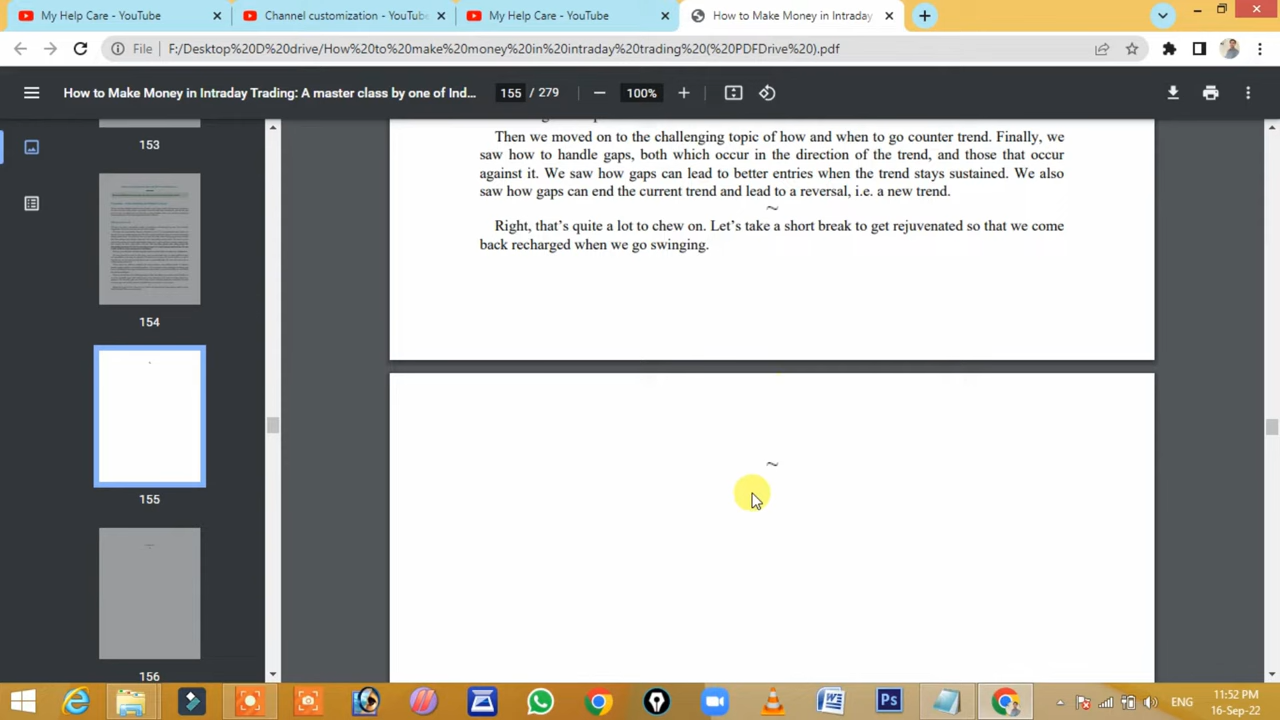 My Help Care - YouTube
Channel customization - YouTube
My Help Care - YouTube
How to Make Money in Intraday
File
F:/Desktop%20D%20drive/How%20to%20make%20money%20in%20intraday%20trading%20(%20PDFDrive%20).pdf
How to Make Money in Intraday Trading: A master class by one of Ind...
155 / 279
100%
153
154
155
156
Then we moved on to the challenging topic of how and when to go counter trend. Finally, we
saw how to handle gaps, both which occur in the direction of the trend, and those that occur
against it. We saw how gaps can lead to better entries when the trend stays sustained. We also
saw how gaps can end the current trend and lead to a reversal, i.e. a new trend.
~
Right, that's quite a lot to chew on. Let's take a short break to get rejuvenated so that we come
back recharged when we go swinging.
~
Ps
ENG
11:52 PM
16-Sep-22